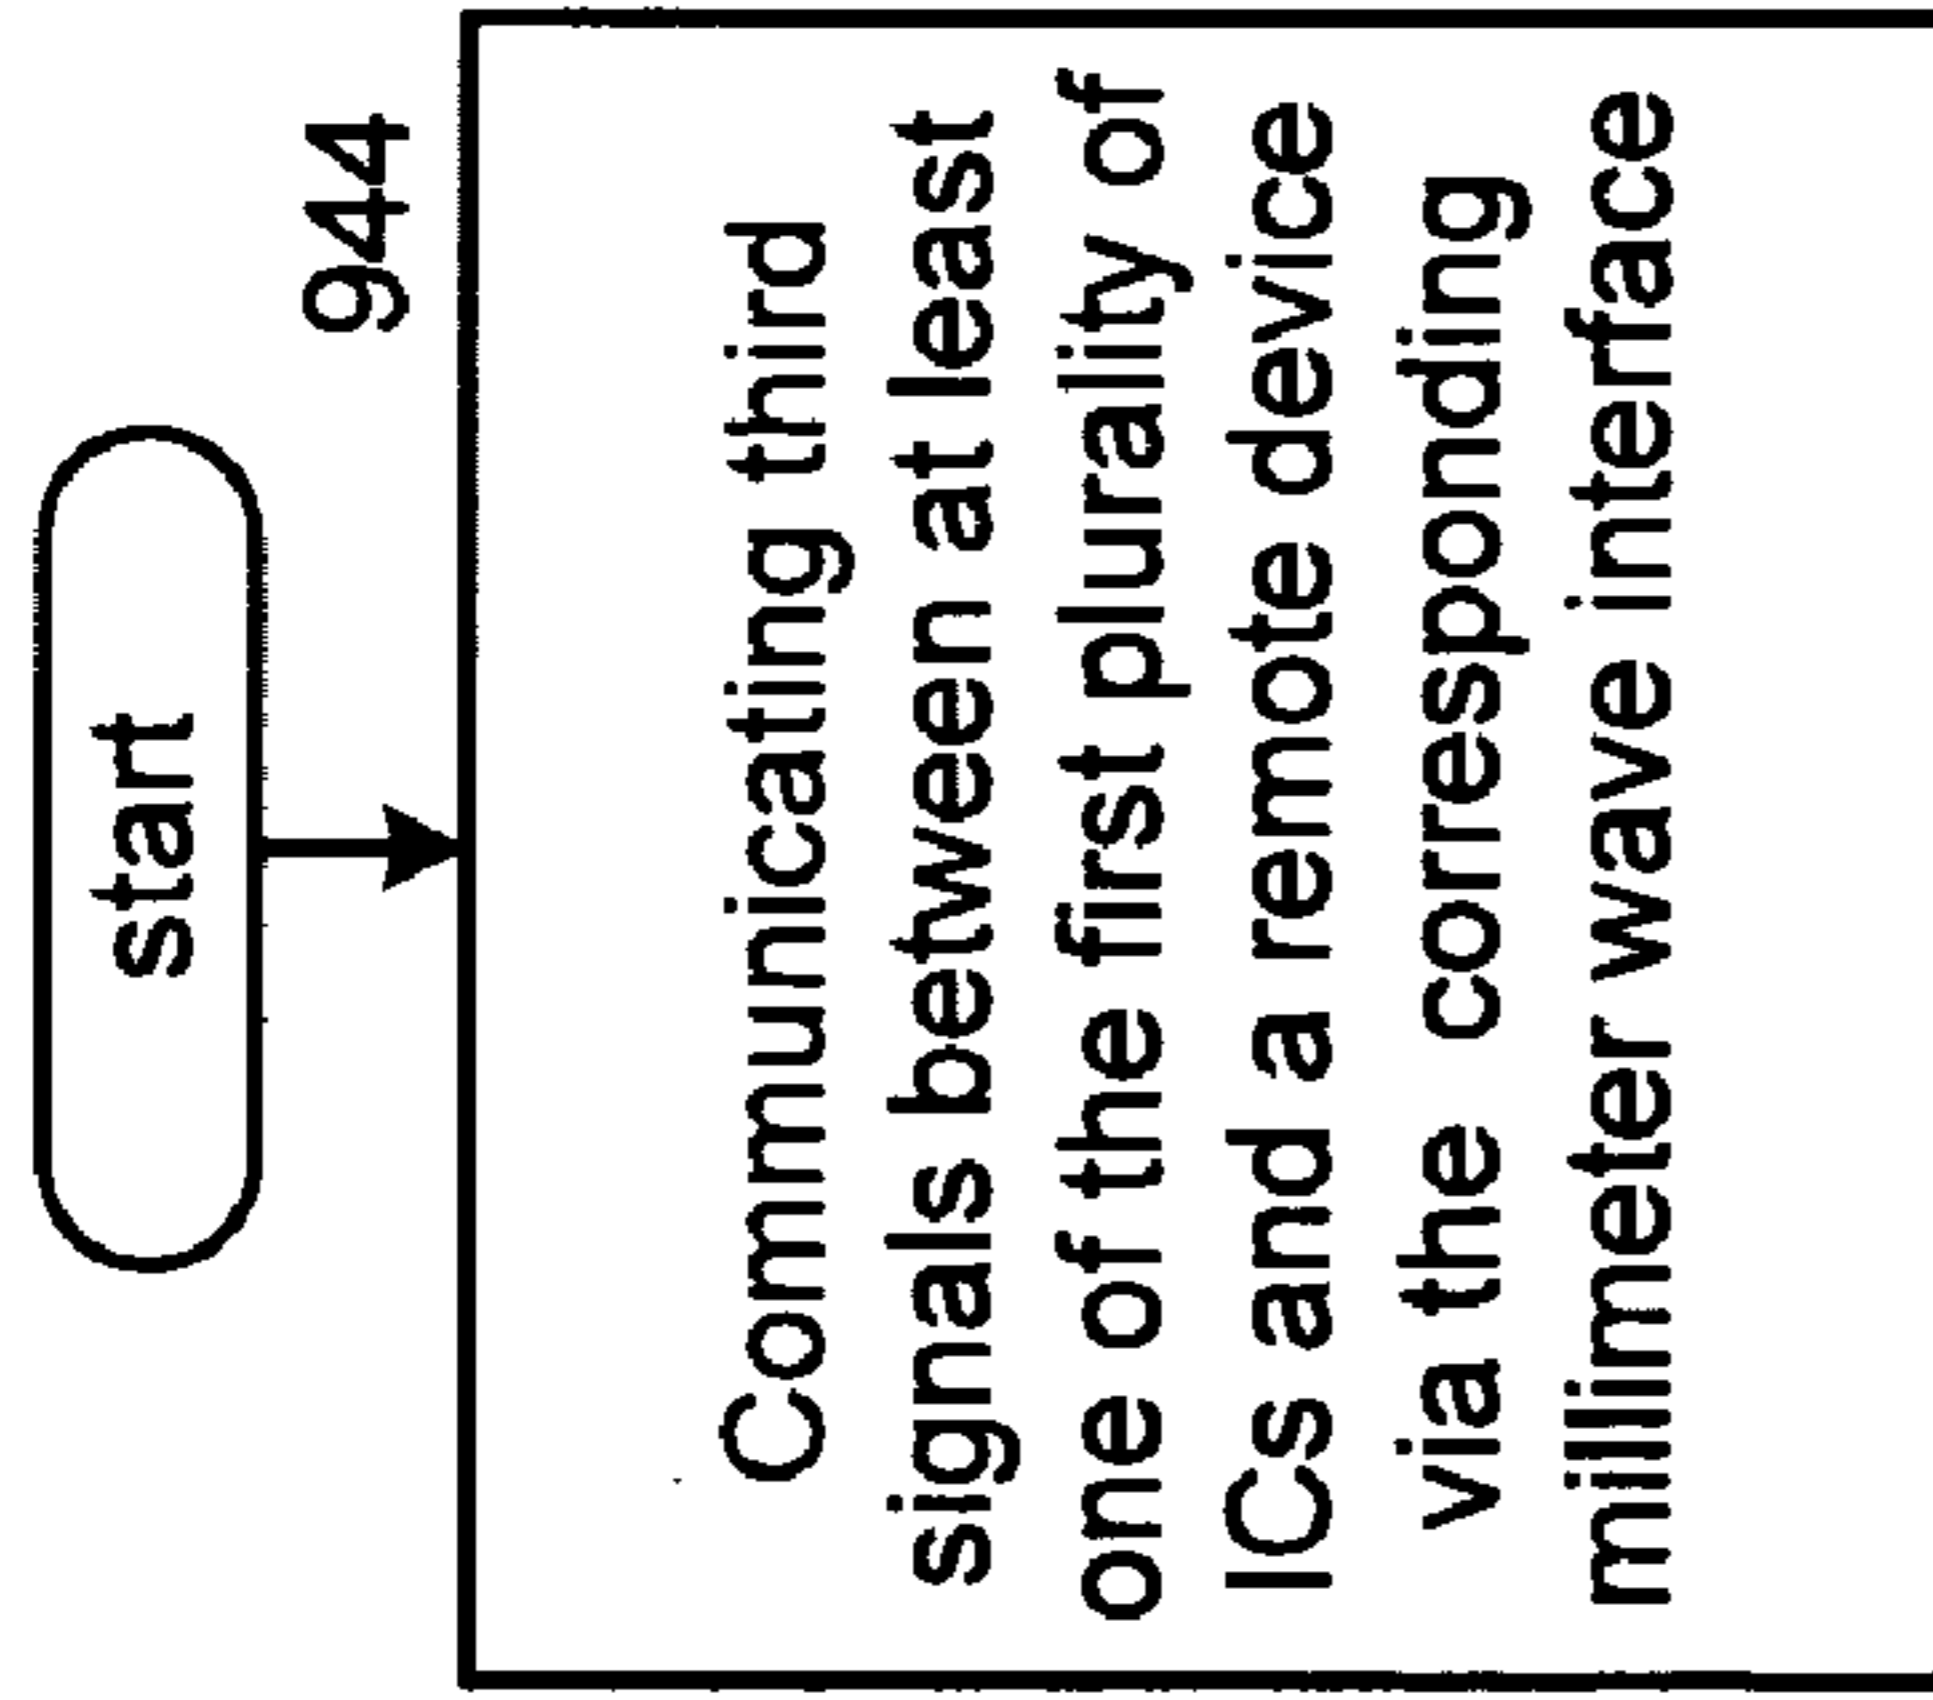 start
944
Communicating third
signals between at least
one of the first plurality of
ICs and a remote device
via the corresponding
millimeter wave interface